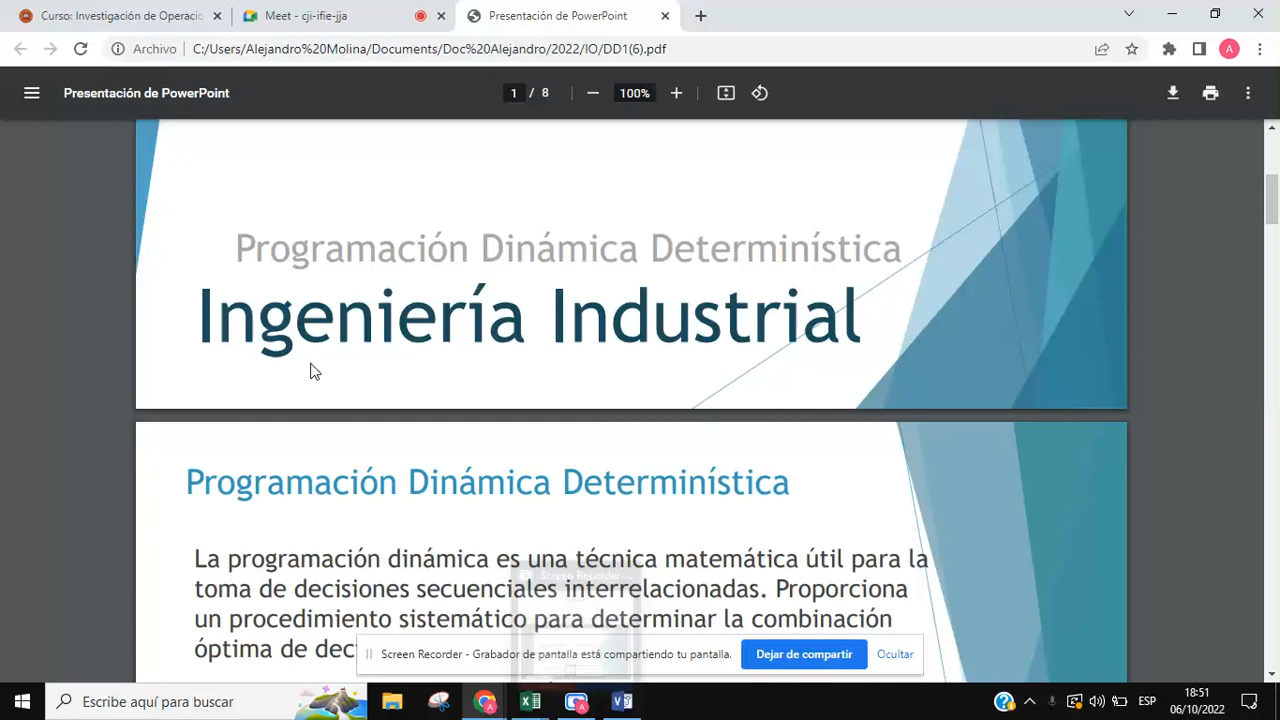 Curso: Investigación de Operacio
Meet - cji-ifie-jja
Presentación de PowerPoint
Archivo
C:/Users/Alejandro%20Molina/Documents/Doc%20Alejandro/2022/IO/DD1(6).pdf
A
Presentación de PowerPoint
1 / 8
100%
Programación Dinámica Determinística
Ingeniería Industrial
Programación Dinámica Determinística
La programación dinámica es una técnica matemática útil para la
toma de decisiones secuenciales interrelacionadas. Proporciona
un procedimiento sistemático para determinar la combinación
óptima de dec
Screen Recorder ...
Screen Recorder - Grabador de pantalla está compartiendo tu pantalla.
Dejar de compartir
Ocultar
Escribe aquí para buscar
ESP
18:51
06/10/2022